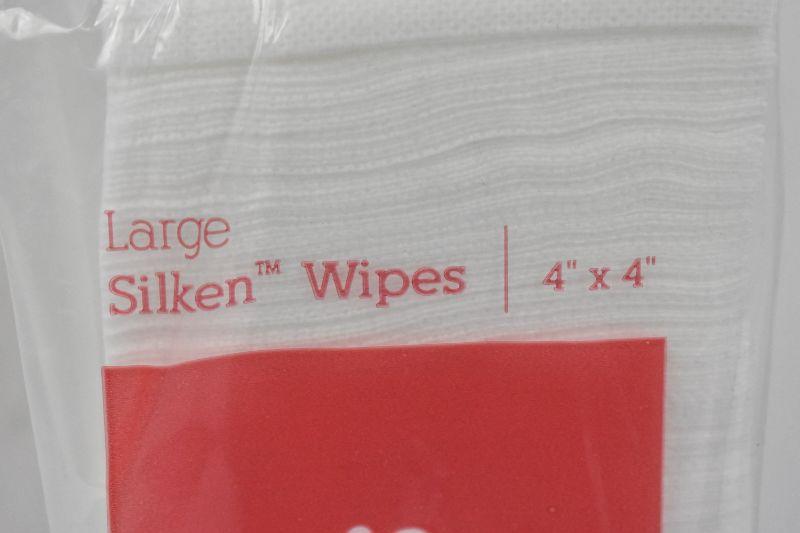 Large
Silken™ Wipes | 4" x 4"